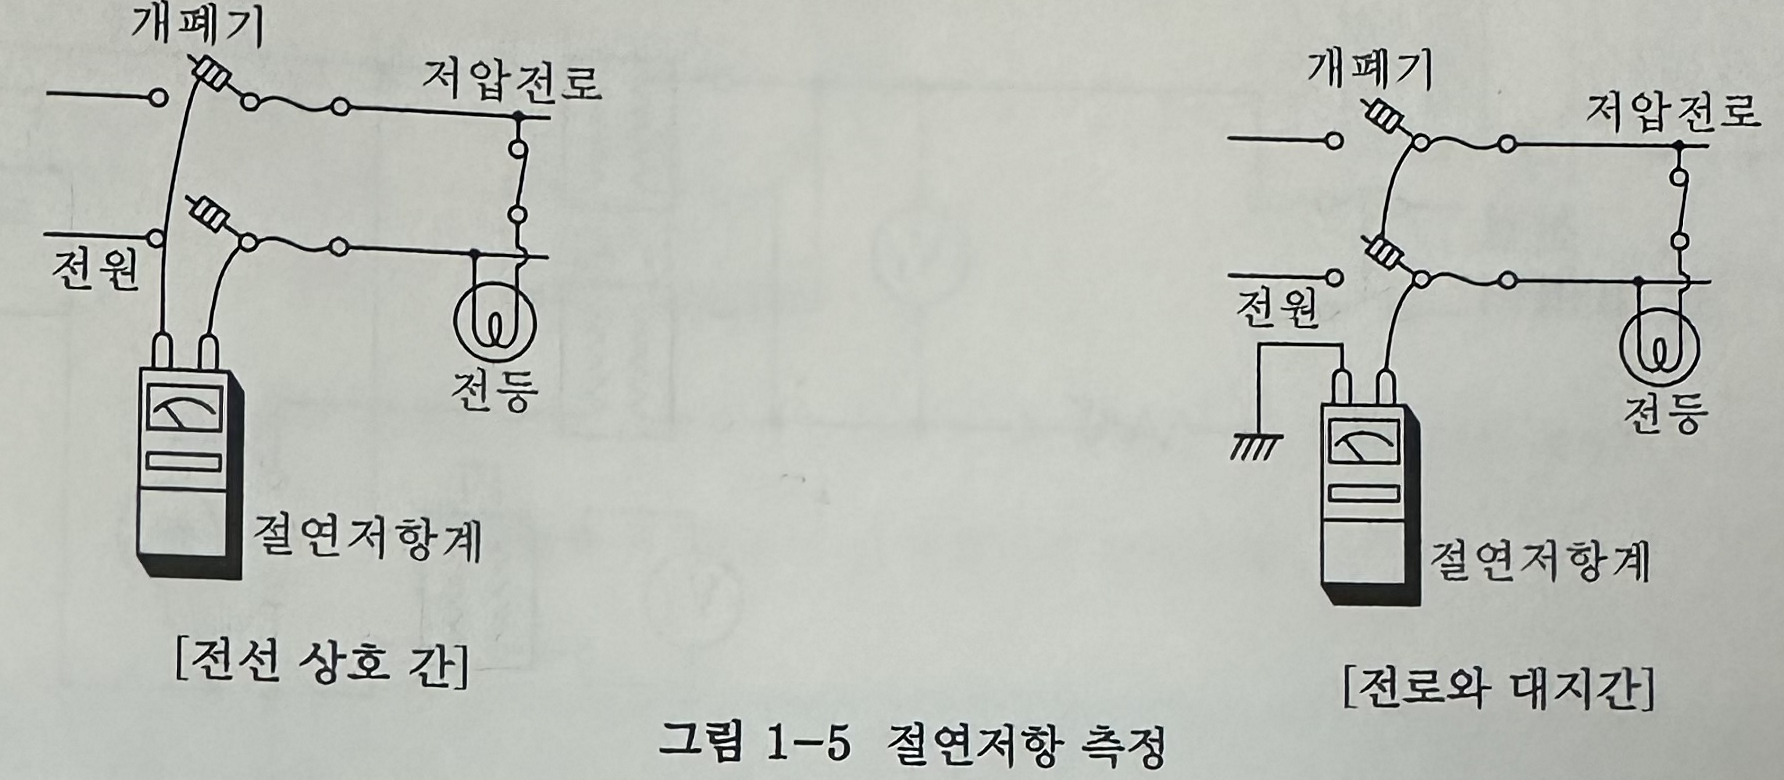 개폐기
저압전로
전원
전등
절연저항계
[전선 상호 간]
개폐기
저압전로
전원
전등
절연저항계
[전로와 대지간]
그림 1-5 절연저항 측정